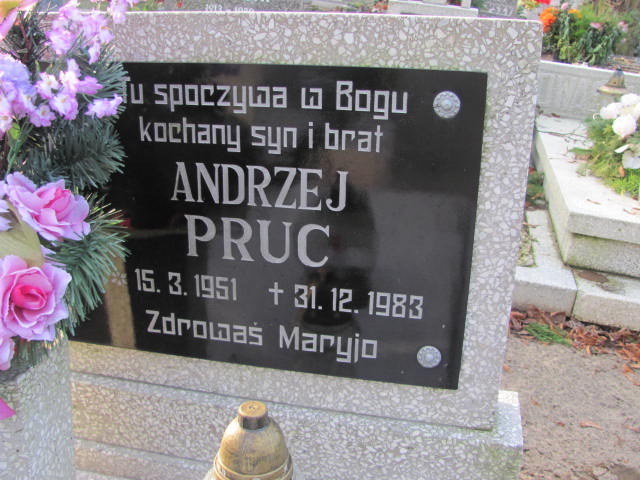 Tu spoczywa w Bogu
kochany syn i brat
ANDRZEJ
PRUC
* 15. 3. 1951 + 31. 12. 1983
Zdrowaś Maryjo